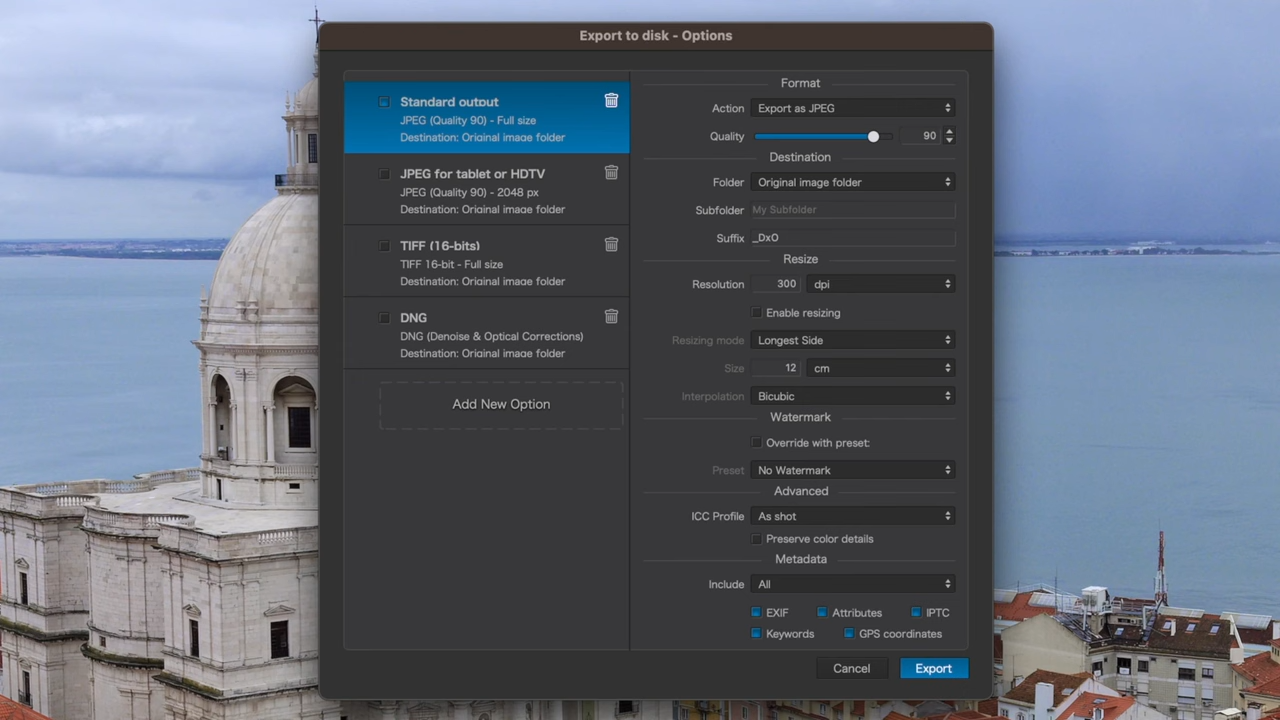 Export to disk - Options
Standard output
JPEG (Quality 90) - Full size
Destination: Original image folder
JPEG for tablet or HDTV
JPEG (Quality 90) - 2048 px
Destination: Original image folder
TIFF (16-bits)
TIFF 16-bit - Full size
Destination: Original image folder
DNG
DNG (Denoise & Optical Corrections)
Destination: Original image folder
Add New Option
Format
Action Export as JPEG
Quality 90
Destination
Folder Original image folder
Subfolder My Subfolder
Suffix _DxO
Resize
Resolution 300 dpi
Enable resizing
Resizing mode Longest Side
Size 12 cm
Interpolation Bicubic
Watermark
Override with preset:
Preset No Watermark
Advanced
ICC Profile As shot
Preserve color details
Metadata
Include All
EXIF Attributes IPTC
Keywords GPS coordinates
Cancel Export